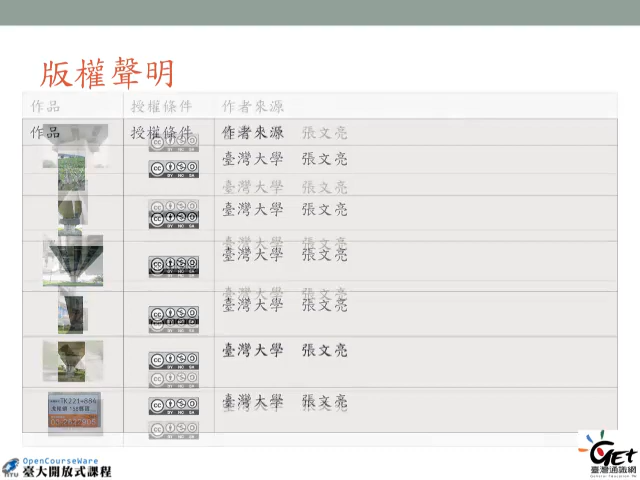 版權聲明
作品 授權條件 作者來源
作品 授權條件 作者來源 張文亮
臺灣大學 張文亮
臺灣大學 張文亮
臺灣大學 張文亮
臺灣大學 張文亮
臺灣大學 張文亮
臺灣大學 張文亮
臺灣大學 張文亮
臺灣大學 張文亮
臺灣大學 張文亮
臺灣大學 張文亮
OpenCourseWare
NTU 臺大開放式課程
GET
臺灣通識網